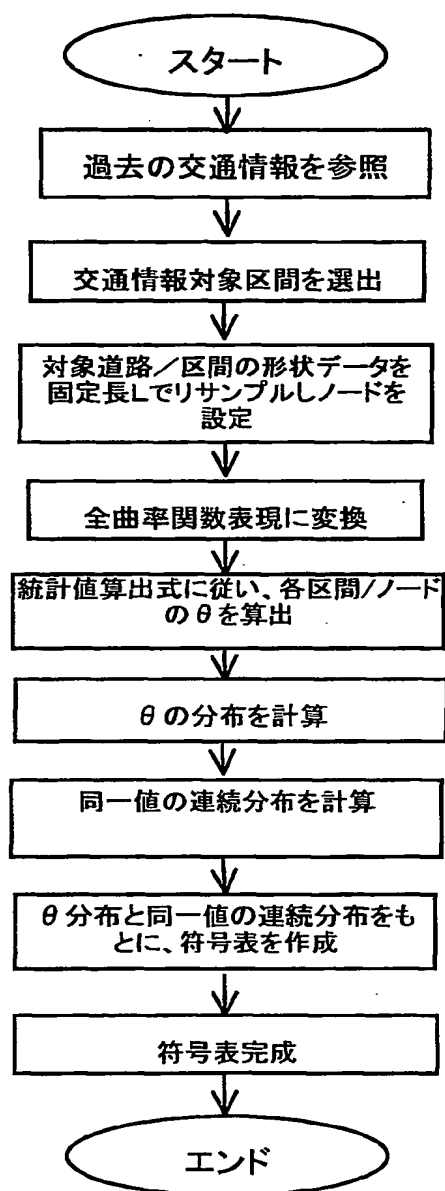 スタート
過去の交通情報を参照
交通情報対象区間を選出
対象道路／区間の形状データを
固定長Lでリサンプルしノードを
設定
全曲率関数表現に変換
統計値算出式に従い、各区間/ノード
のθを算出
θの分布を計算
同一値の連続分布を計算
θ分布と同一値の連続分布をも
とに、符号表を作成
符号表完成
エンド